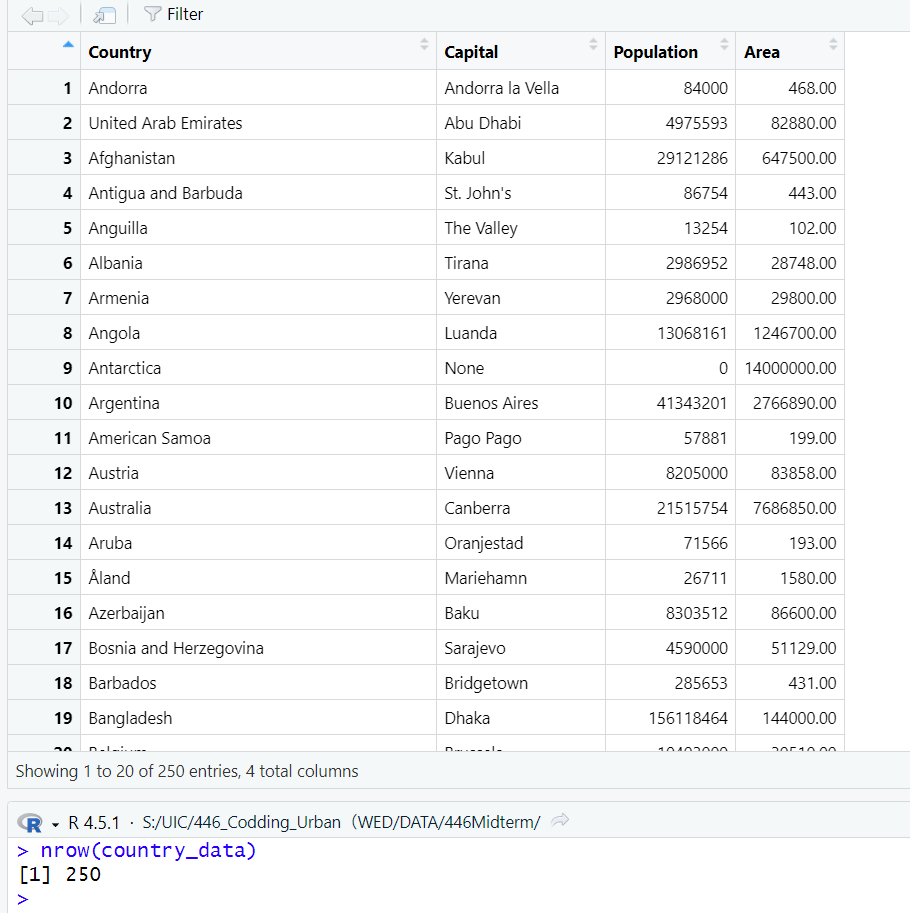 Filter
Country Capital Population Area
1 Andorra Andorra la Vella 84000 468.00
2 United Arab Emirates Abu Dhabi 4975593 82880.00
3 Afghanistan Kabul 29121286 647500.00
4 Antigua and Barbuda St. John's 86754 443.00
5 Anguilla The Valley 13254 102.00
6 Albania Tirana 2986952 28748.00
7 Armenia Yerevan 2968000 29800.00
8 Angola Luanda 13068161 1246700.00
9 Antarctica None 0 14000000.00
10 Argentina Buenos Aires 41343201 2766890.00
11 American Samoa Pago Pago 57881 199.00
12 Austria Vienna 8205000 83858.00
13 Australia Canberra 21515754 7686850.00
14 Aruba Oranjestad 71566 193.00
15 Åland Mariehamn 26711 1580.00
16 Azerbaijan Baku 8303512 86600.00
17 Bosnia and Herzegovina Sarajevo 4590000 51129.00
18 Barbados Bridgetown 285653 431.00
19 Bangladesh Dhaka 156118464 144000.00
20 Belgium Brussels
Showing 1 to 20 of 250 entries, 4 total columns
R R 4.5.1 · S:/UIC/446_Codding_Urban（WED/DATA/446Midterm/
> nrow(country_data)
[1] 250
>